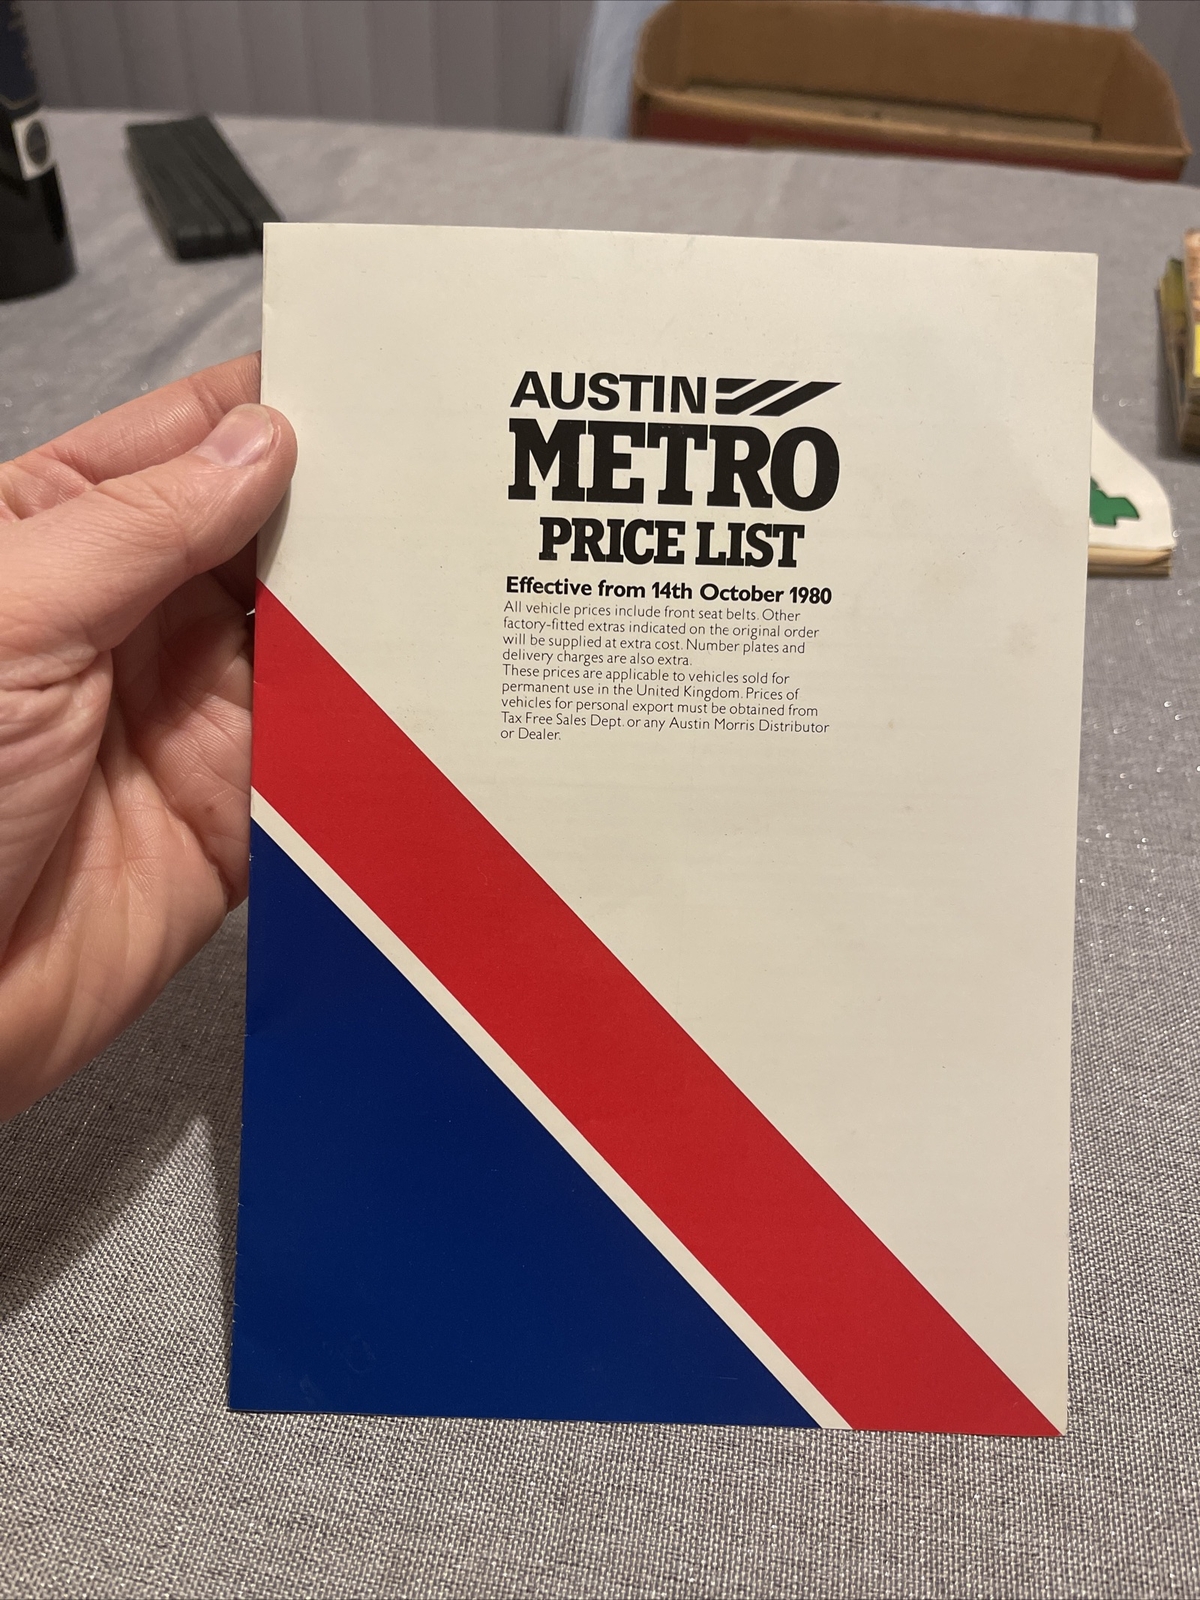 AUSTIN
METRO
PRICE LIST
Effective from 14th October 1980
All vehicle prices include front seat belts. Other
factory-fitted extras indicated on the original order
will be supplied at extra cost. Number plates and
delivery charges are also extra.
These prices are applicable to vehicles sold for
permanent use in the United Kingdom. Prices of
vehicles for personal export must be obtained from
Tax Free Sales Dept. or any Austin Morris Distributor
or Dealer.